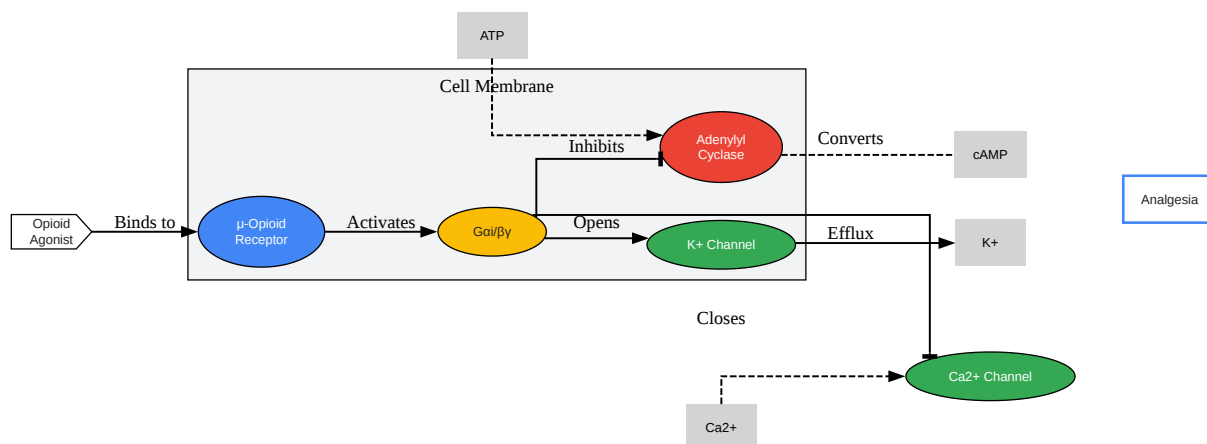 ATP
Cell Membrane
Adenylyl
Cyclase
Converts
cAMP
Inhibits
Analgesia
Opioid
Agonist
Binds to
μ-Opioid
Receptor
Activates
Gαi/βγ
Opens
K+ Channel
Efflux
K+
Closes
Ca2+ Channel
Ca2+